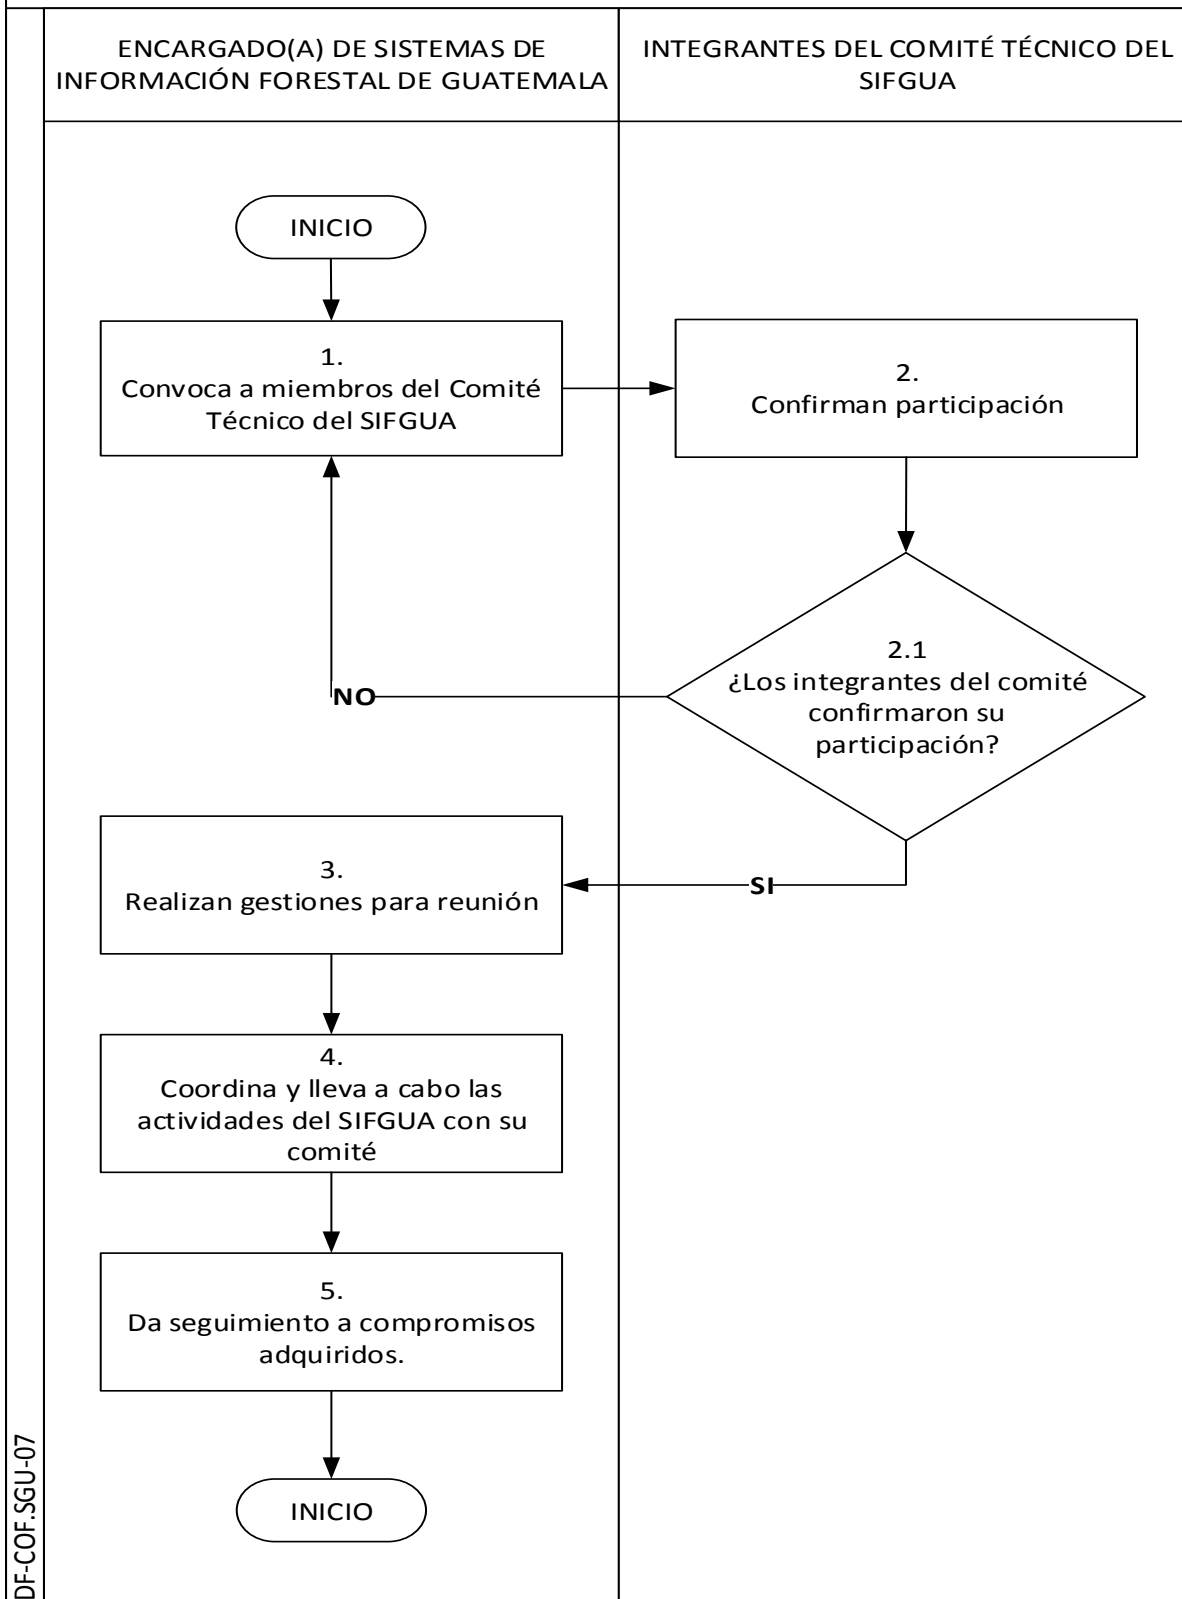 ENCARGADO(A) DE SISTEMAS DE
INFORMACIÓN FORESTAL DE GUATEMALA
INTEGRANTES DEL COMITÉ TÉCNICO DEL
SIFGUA
INICIO
1.
Convoca a miembros del Comité
Técnico del SIFGUA
2.
Confirman participación
2.1
¿Los integrantes del comité
confirmaron su
participación?
NO
SI
3.
Realizan gestiones para reunión
4.
Coordina y lleva a cabo las
actividades del SIFGUA con su
comité
5.
Da seguimiento a compromisos
adquiridos.
INICIO
DF-COF.SGU-07